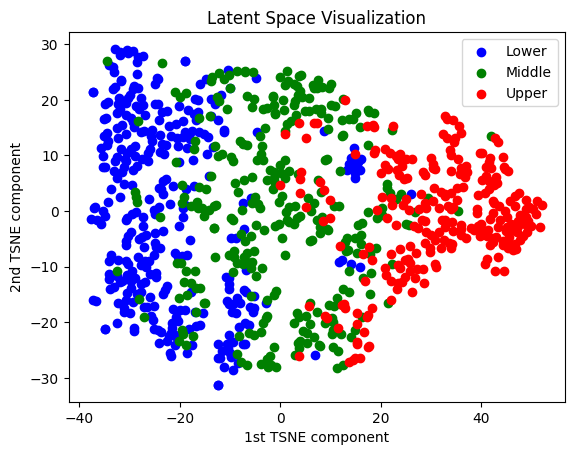 Latent Space Visualization
Lower
Middle
Upper
2nd TSNE component
30
20
10
0
−10
−20
−30
−40
−20
0
20
40
1st TSNE component